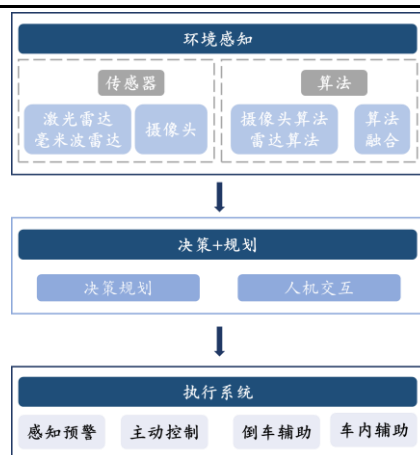 环境感知
传感器
算法
激光雷达
毫米波雷达
摄像头
摄像头算法
雷达算法
算法
融合
决策+规划
决策规划
人机交互
执行系统
感知预警
主动控制
倒车辅助
车内辅助